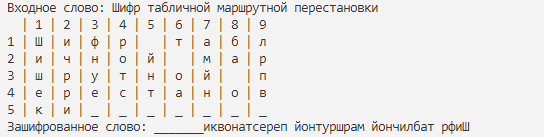 Входное слово: Шифр табличной маршрутной перестановки
  | 1 | 2 | 3 | 4 | 5 | 6 | 7 | 8 | 9
1 | Ш | и | ф | р |   | т | а | б | л
2 | и | ч | н | о | й |   | м | а | р
3 | ш | р | у | т | н | о | й |   | п
4 | е | р | е | с | т | а | н | о | в
5 | к | и | _ | _ | _ | _ | _ | _ | _
Зашифрованное слово: _______иквонатсереп йонтуршрам йончилбат рфиШ